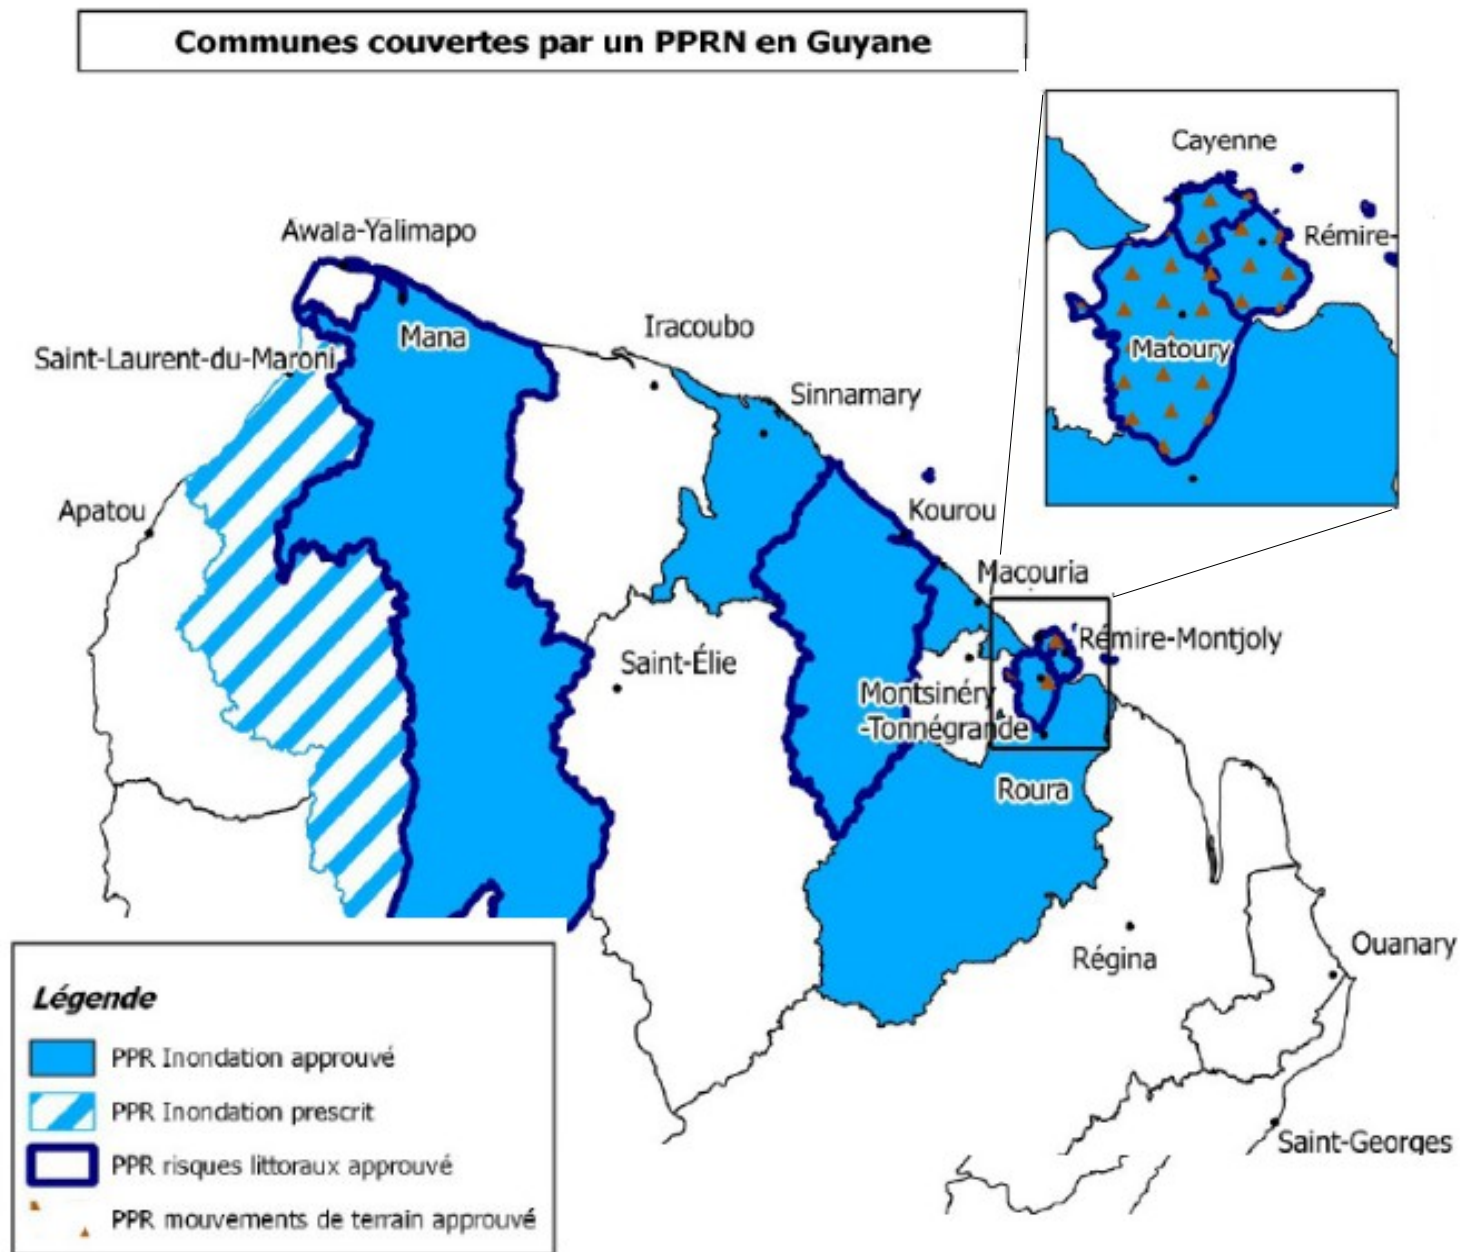 Communes couvertes par un PPRN en Guyane
Cayenne
Rémire-
Matoury
Awala-Yalimapo
Mana
Iracoubo
Saint-Laurent-du-Maroni
Sinnamary
Apatou
Kourou
Macouria
Rémire-Montjoly
Saint-Élie
Montsinéry
-Tonnégrande
Roura
Régina
Ouanary
Saint-Georges
Légende
PPR Inondation approuvé
PPR Inondation prescrit
PPR risques littoraux approuvé
PPR mouvements de terrain approuvé